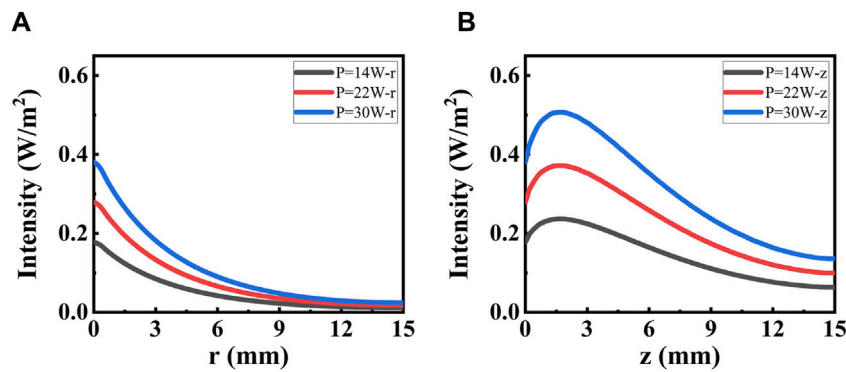 A
Intensity (W/m²)
0.6
0.4
0.2
0.0
P=14W-r
P=22W-r
P=30W-r
0 3 6 9 12 15
r (mm)
B
Intensity (W/m²)
0.6
0.4
0.2
0.0
P=14W-z
P=22W-z
P=30W-z
0 3 6 9 12 15
z (mm)